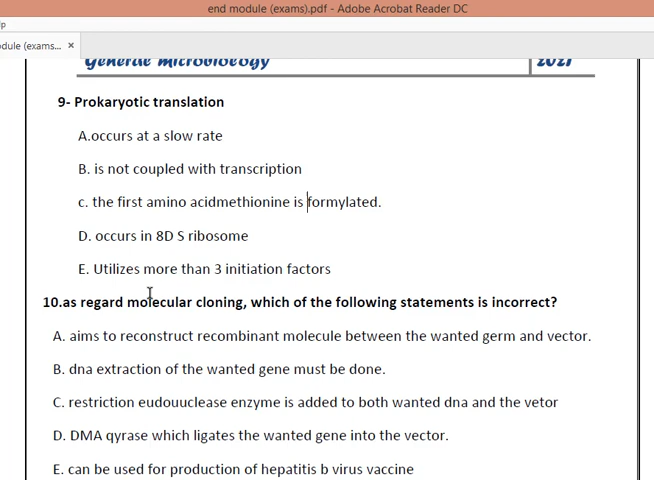 end module (exams).pdf - Adobe Acrobat Reader DC
lp
odule (exams... ×
General Microbiology 2021
9- Prokaryotic translation
A.occurs at a slow rate
B. is not coupled with transcription
c. the first amino acidmethionine is formylated.
D. occurs in 8D S ribosome
E. Utilizes more than 3 initiation factors
10.as regard molecular cloning, which of the following statements is incorrect?
A. aims to reconstruct recombinant molecule between the wanted germ and vector.
B. dna extraction of the wanted gene must be done.
C. restriction eudouuclease enzyme is added to both wanted dna and the vetor
D. DMA qyrase which ligates the wanted gene into the vector.
E. can be used for production of hepatitis b virus vaccine